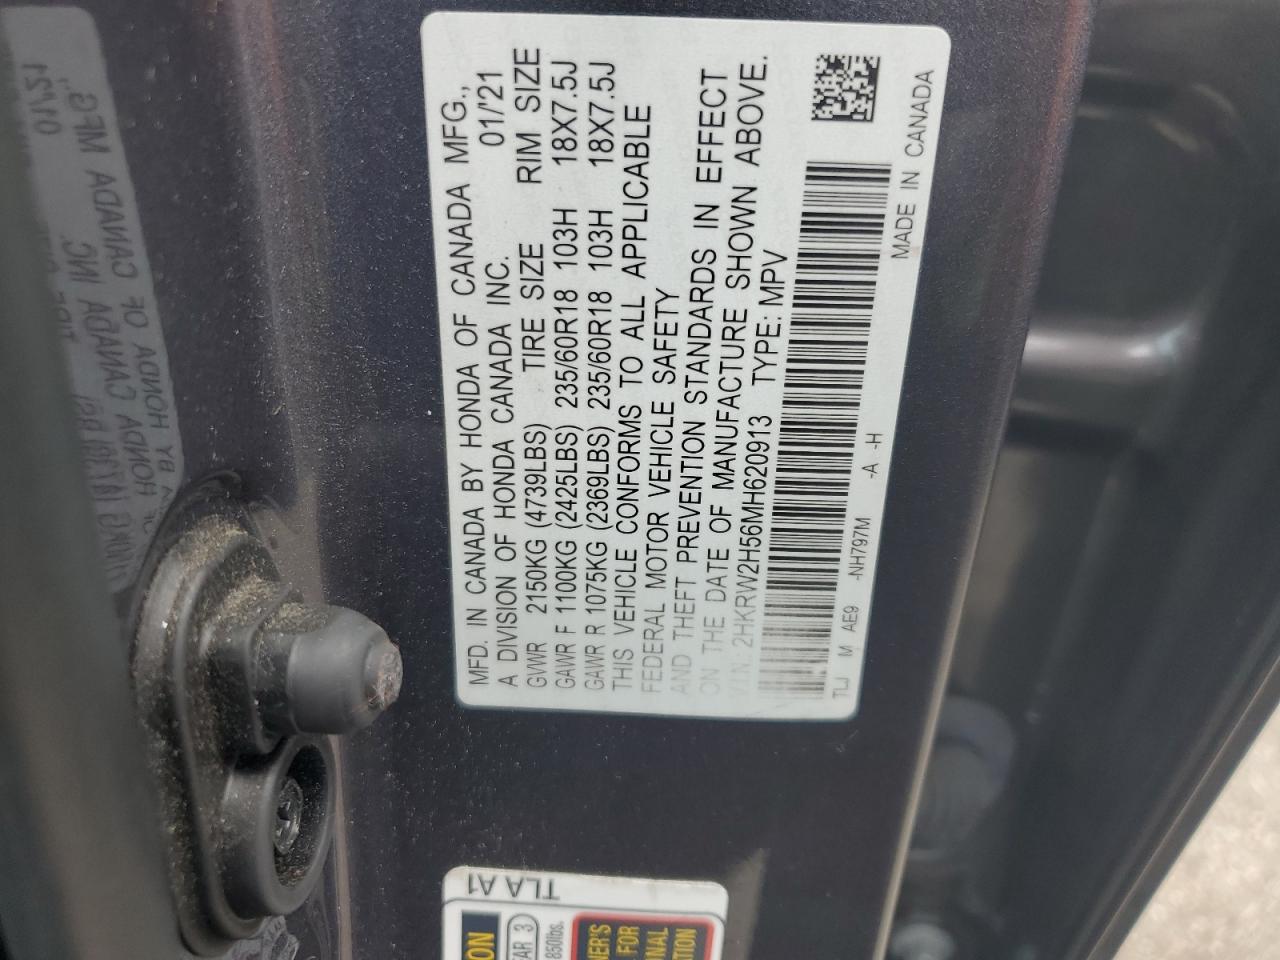 MFD. IN CANADA BY HONDA OF CANADA MFG.,
A DIVISION OF HONDA CANADA INC. 01/'21
GVWR 2150KG (4739LBS) TIRE SIZE RIM SIZE
GAWR F 1100KG (2425LBS) 235/60R18 103H 18X7.5J
GAWR R 1075KG (2369LBS) 235/60R18 103H 18X7.5J
THIS VEHICLE CONFORMS TO ALL APPLICABLE
FEDERAL MOTOR VEHICLE SAFETY
AND THEFT PREVENTION STANDARDS IN EFFECT
ON THE DATE OF MANUFACTURE SHOWN ABOVE.
VIN: 2HKRW2H56MH620913 TYPE: MPV
TLJ M AE9 -NH797M -A -H
MADE IN CANADA
TLA A1
850lbs.